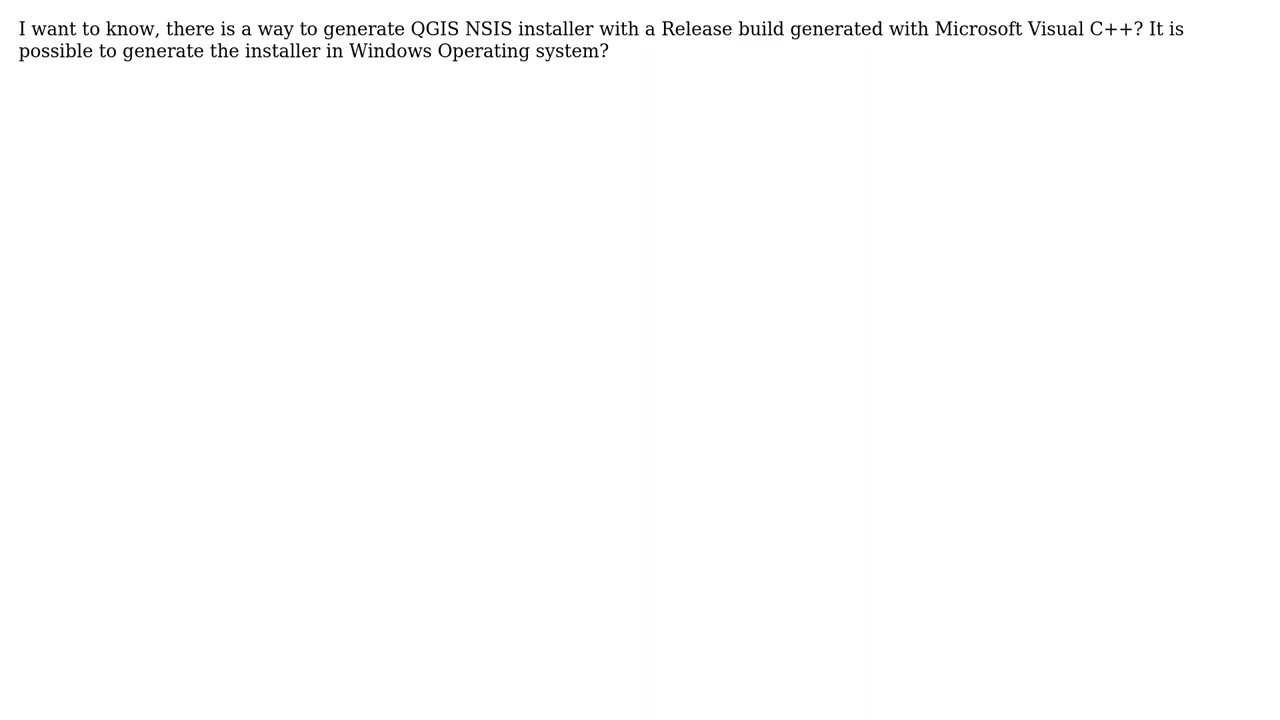 I want to know, there is a way to generate QGIS NSIS installer with a Release build generated with Microsoft Visual C++? It is
possible to generate the installer in Windows Operating system?